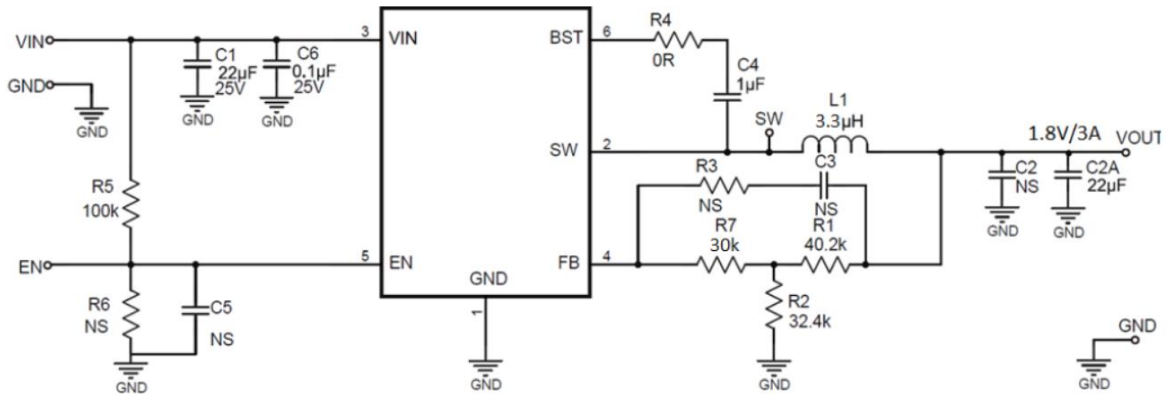 VIN
GND
GND
C1
22µF
25V
GND
C6
0.1µF
25V
GND
3
VIN
BST
6
R4
0R
C4
1µF
SW
L1
3.3µH
SW
2
1.8V/3A
VOUT
C2
NS
GND
C2A
22µF
GND
R5
100k
R3
NS
C3
NS
R7
30k
R1
40.2k
EN
5
EN
FB
4
GND
1
GND
R6
NS
C5
NS
GND
R2
32.4k
GND
GND
GND